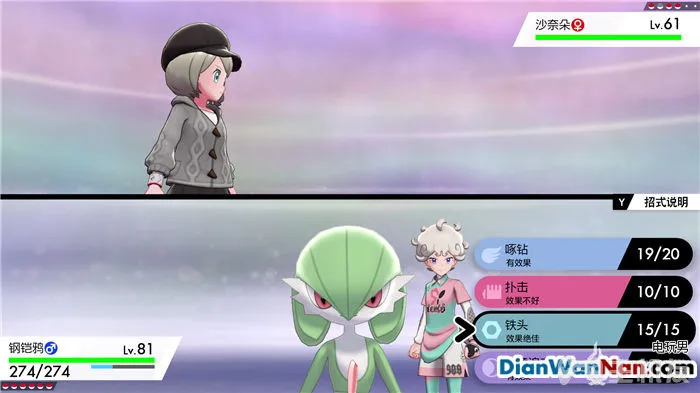 沙奈朵♀ Lv.61
Y 招式说明
啄钻 19/20
有效果
扑击 10/10
效果不好
铁头 15/15
效果绝佳
钢铠鸦♂ Lv.81
274/274
909
电玩男
DianWanNan.com